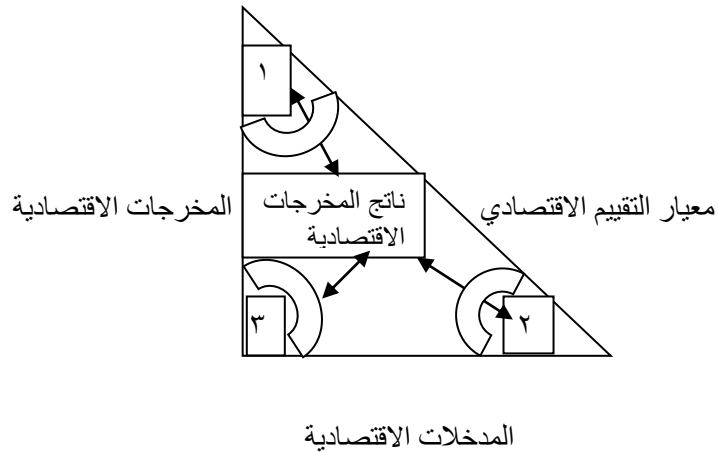 ١
معيار التقييم الاقتصادي
ناتج المخرجات
الاقتصادية
المخرجات الاقتصادية
٢
٣
المدخلات الاقتصادية